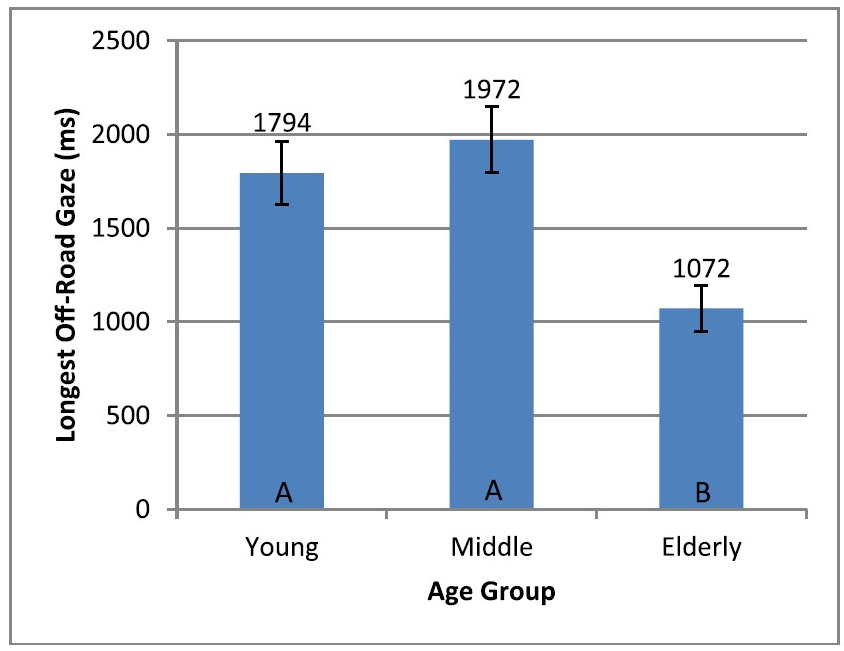 2500
2000
1500
1000
500
0
Longest Off-Road Gaze (ms)
1794
1972
1072
A
A
B
Young
Middle
Elderly
Age Group